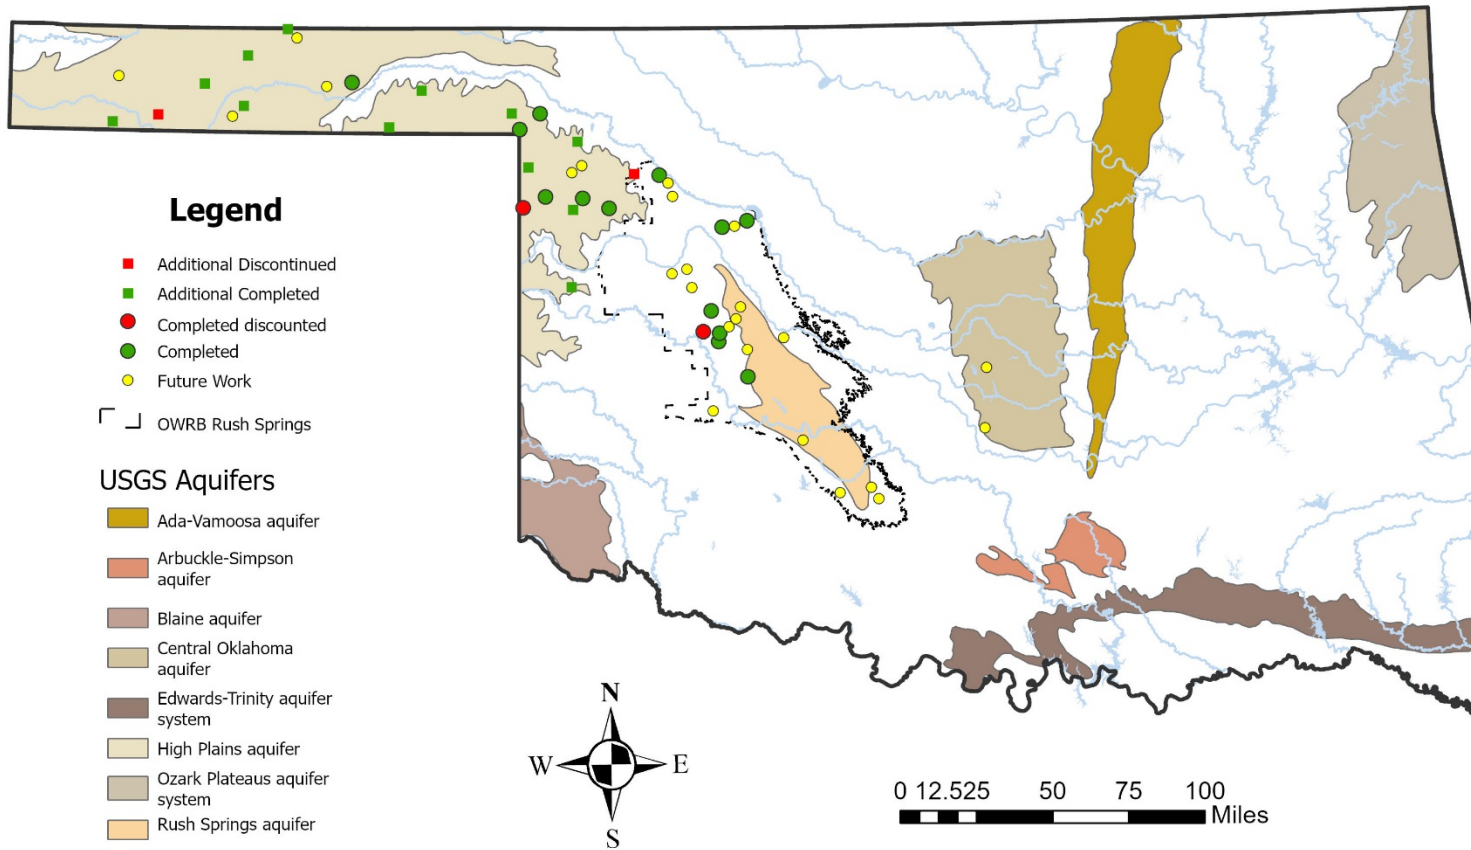 Legend
Additional Discontinued
Additional Completed
Completed discounted
Completed
Future Work
OWRB Rush Springs
USGS Aquifers
Ada-Vamoosa aquifer
Arbuckle-Simpson
aquifer
Blaine aquifer
Central Oklahoma
aquifer
Edwards-Trinity aquifer
system
High Plains aquifer
Ozark Plateaus aquifer
system
Rush Springs aquifer
N
W E
S
0 12.525 50 75 100
Miles